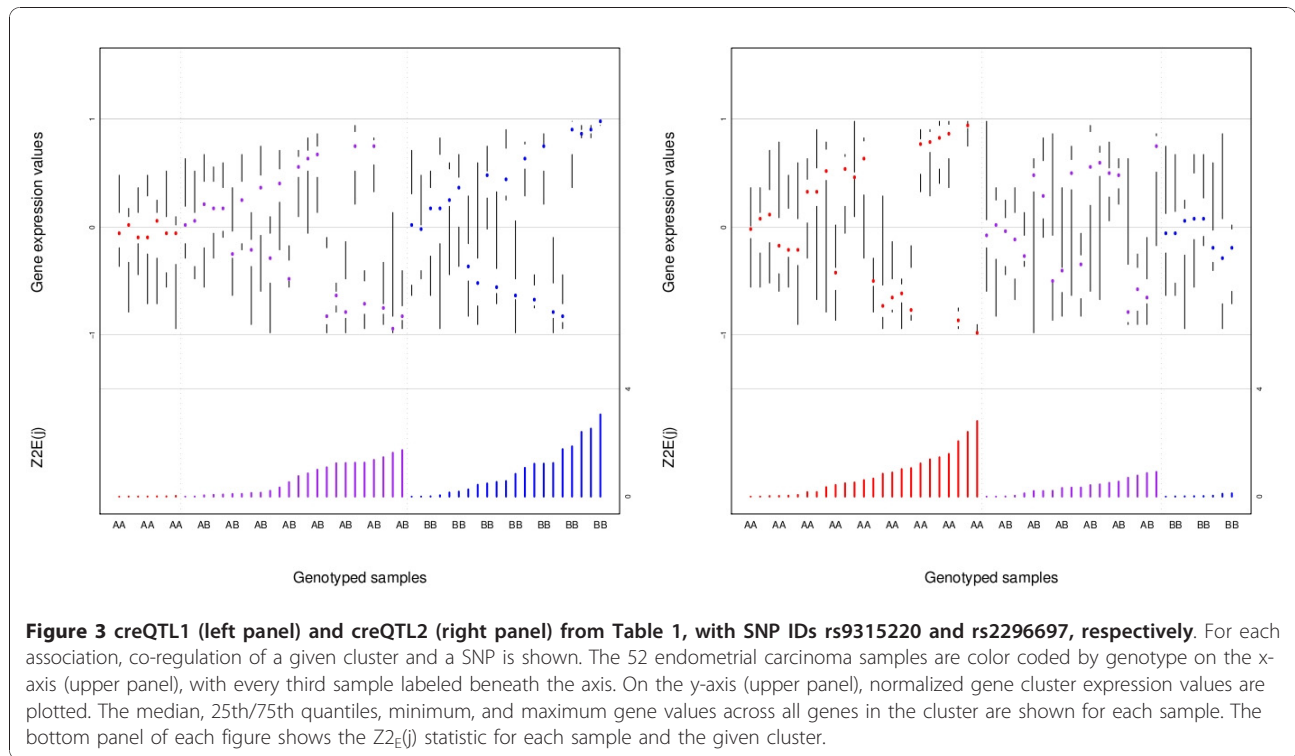 Gene expression values
1
0
-1
Z2E(j)
4
0
AA AA AA AB AB AB AB AB AB AB AB BB BB BB BB BB BB BB
Genotyped samples
Gene expression values
1
0
-1
Z2E(j)
4
0
AA AA AA AA AA AA AA AA AA AB AB AB AB AB AB BB BB BB
Genotyped samples
Figure 3 creQTL1 (left panel) and creQTL2 (right panel) from Table 1, with SNP IDs rs9315220 and rs2296697, respectively. For each
association, co-regulation of a given cluster and a SNP is shown. The 52 endometrial carcinoma samples are color coded by genotype on the x-
axis (upper panel), with every third sample labeled beneath the axis. On the y-axis (upper panel), normalized gene cluster expression values are
plotted. The median, 25th/75th quantiles, minimum, and maximum gene values across all genes in the cluster are shown for each sample. The
bottom panel of each figure shows the Z2E(j) statistic for each sample and the given cluster.